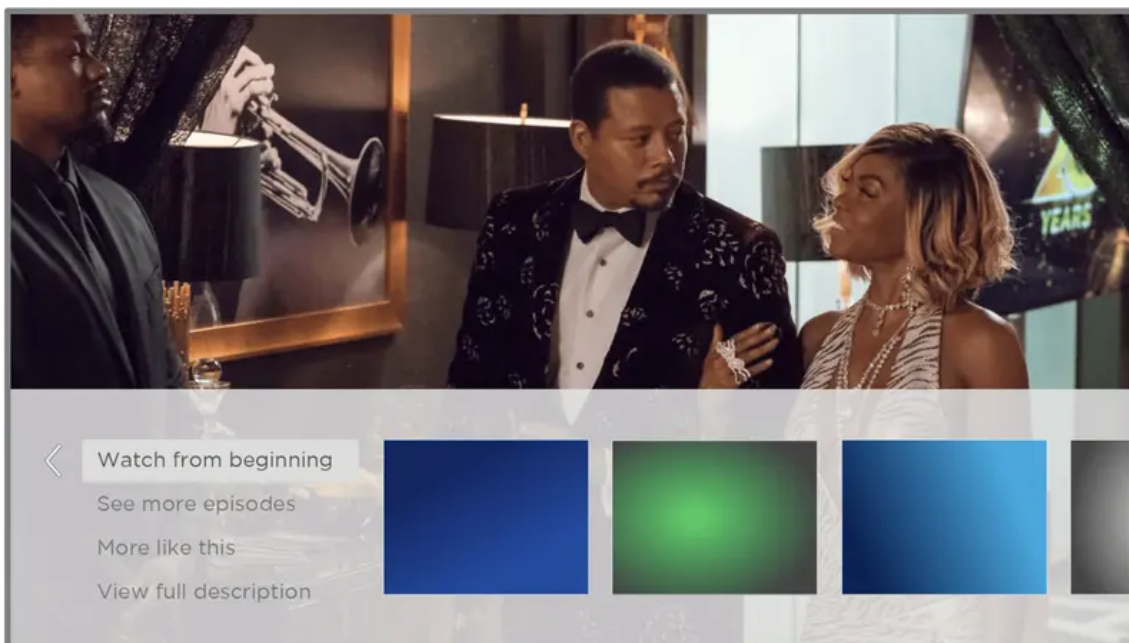 YEARS
Watch from beginning
See more episodes
More like this
View full description